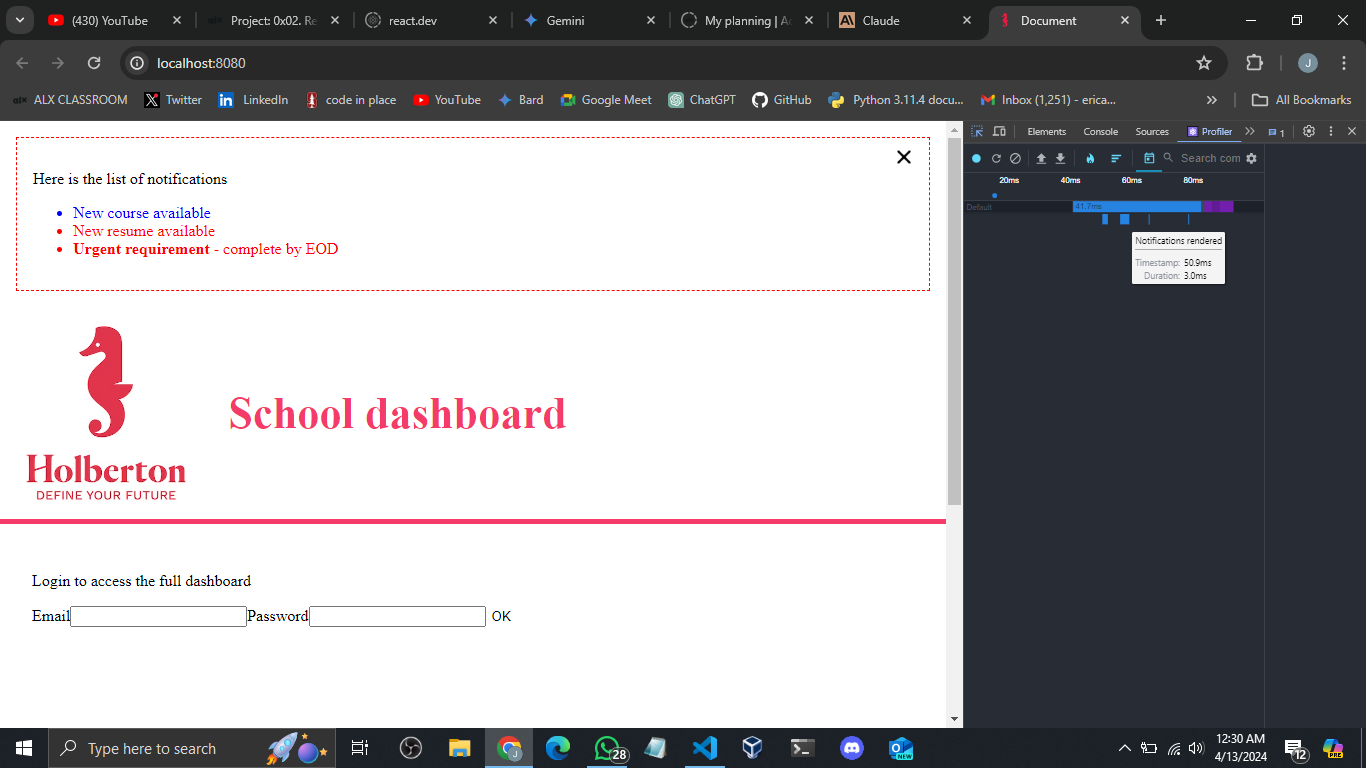 (430) YouTube
Project: 0x02. Re
react.dev
Gemini
My planning | Ac
Claude
Document
localhost:8080
J
ALX CLASSROOM
Twitter
LinkedIn
code in place
YouTube
Bard
Google Meet
ChatGPT
GitHub
Python 3.11.4 docu...
Inbox (1,251) - erica...
All Bookmarks
Here is the list of notifications
New course available
New resume available
Urgent requirement - complete by EOD
Holberton
DEFINE YOUR FUTURE
School dashboard
Login to access the full dashboard
Email Password OK
Elements Console Sources Profiler 1
Search com
20ms 40ms 60ms 80ms
Default 41.7ms
Notifications rendered
Timestamp: 50.9ms
Duration: 3.0ms
Type here to search
J
28
NEW
12:30 AM
4/13/2024
12
PRE